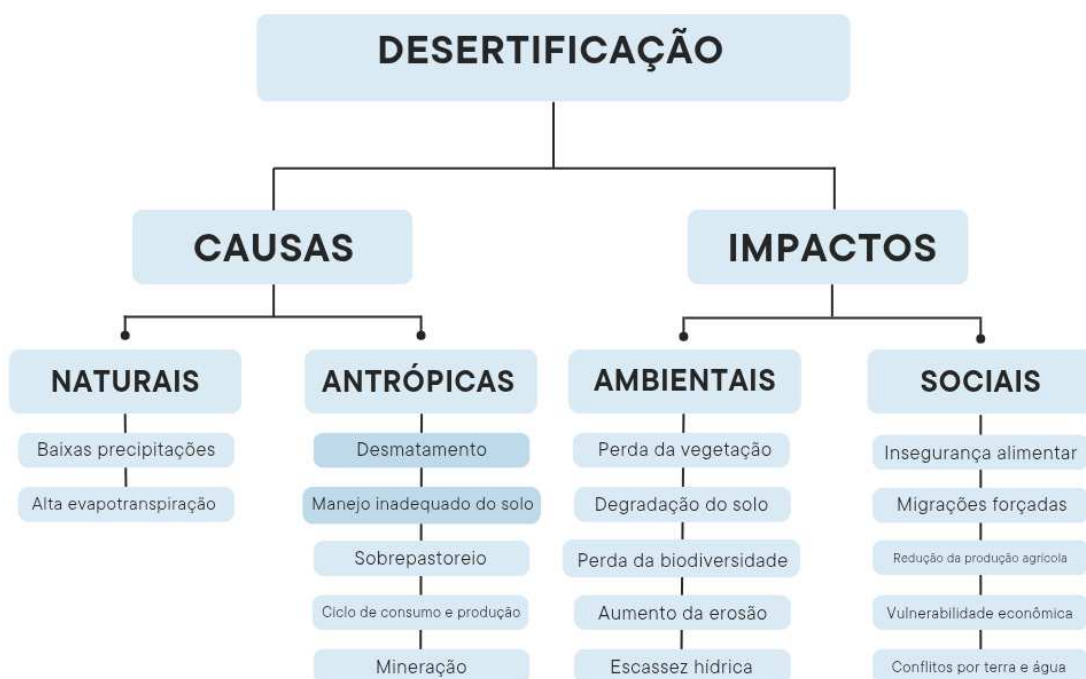 DESERTIFICAÇÃO
CAUSAS
IMPACTOS
NATURAIS
Baixas precipitações
Alta evapotranspiração
ANTRÓPICAS
Desmatamento
Manejo inadequado do solo
Sobrepastoreio
Ciclo de consumo e produção
Mineração
AMBIENTAIS
Perda da vegetação
Degradação do solo
Perda da biodiversidade
Aumento da erosão
Escassez hídrica
SOCIAIS
Insegurança alimentar
Migrações forçadas
Redução da produção agrícola
Vulnerabilidade econômica
Conflitos por terra e água